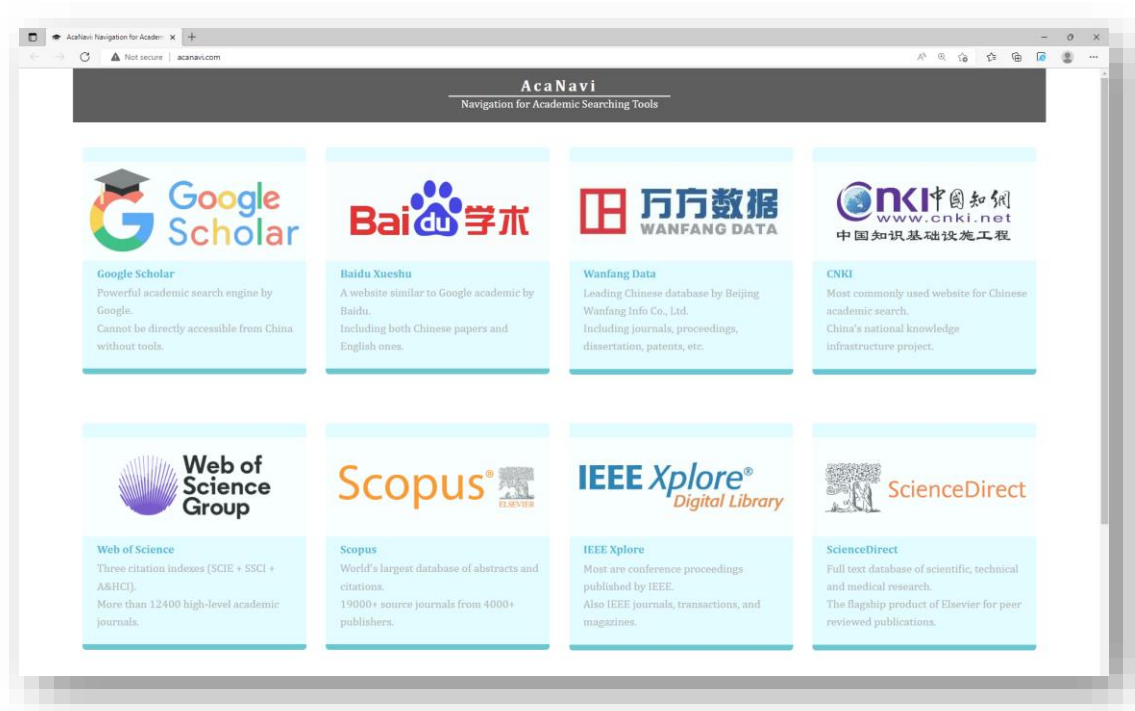 AcaNavi Navigation for Academ
Not secure | acanavi.com
AcaNavi
Navigation for Academic Searching Tools
Google
Scholar
Google Scholar
Powerful academic search engine by
Google.
Cannot be directly accessible from China
without tools.
Bai du 学术
Baidu Xueshu
A website similar to Google academic by
Baidu.
Including both Chinese papers and
English ones.
万方数据
WANFANG DATA
Wanfang Data
Leading Chinese database by Beijing
Wanfang Info Co., Ltd.
Including journals, proceedings,
dissertation, patents, etc.
CNKI中国知网
www.cnki.net
中国知识基础设施工程
CNKI
Most commonly used website for Chinese
academic search.
China's national knowledge
infrastructure project.
Web of
Science
Group
Web of Science
Three citation indexes (SCIE + SSCI +
A&HCI).
More than 12400 high-level academic
journals.
Scopus®
ELSEVIER
Scopus
World's largest database of abstracts and
citations.
19000+ source journals from 4000+
publishers.
IEEE Xplore®
Digital Library
IEEE Xplore
Most are conference proceedings
published by IEEE.
Also IEEE journals, transactions, and
magazines.
ScienceDirect
ScienceDirect
Full text database of scientific, technical
and medical research.
The flagship product of Elsevier for peer
reviewed publications.